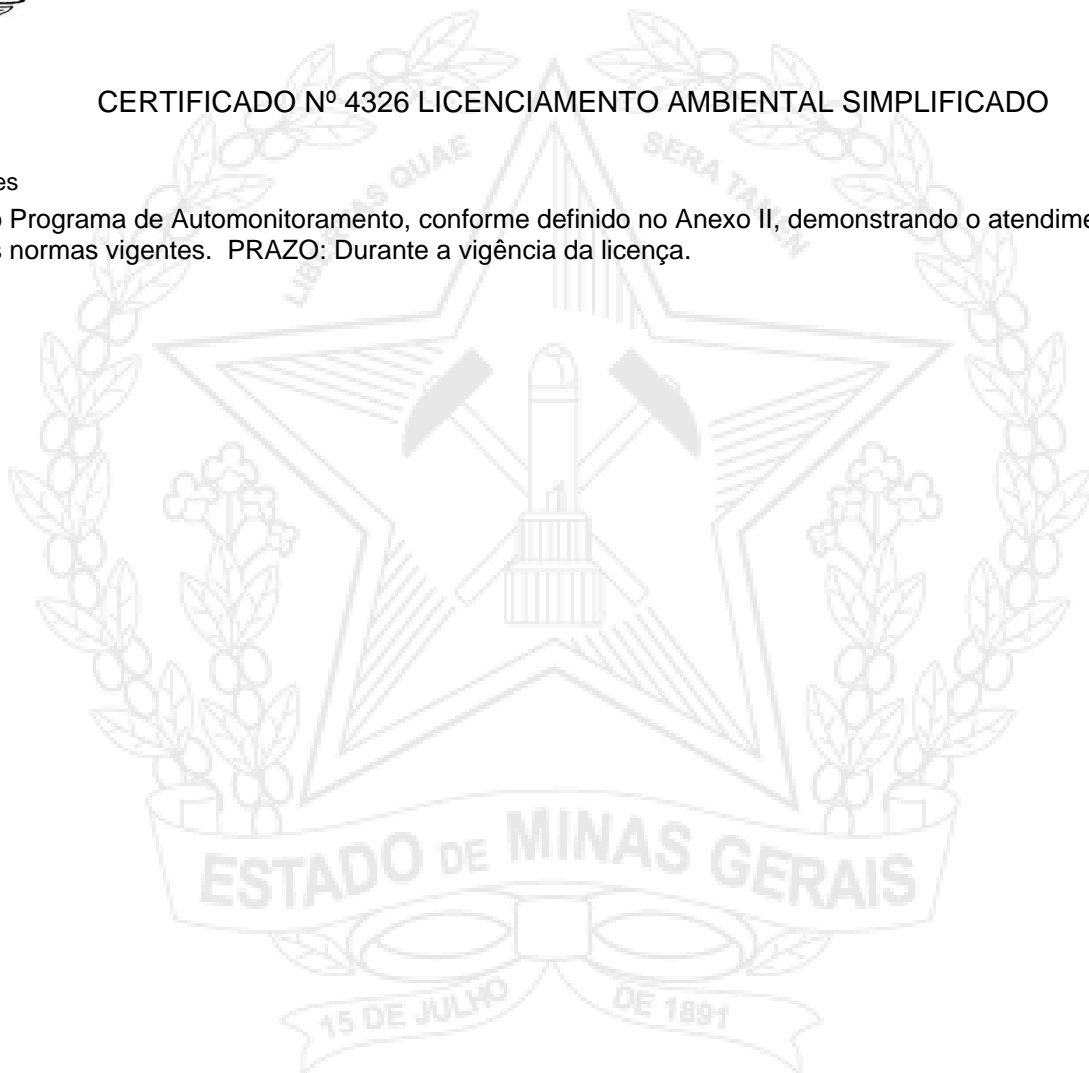 CERTIFICADO Nº 4326 LICENCIAMENTO AMBIENTAL SIMPLIFICADO
es
o Programa de Automonitoramento, conforme definido no Anexo II, demonstrando o atendime
s normas vigentes. PRAZO: Durante a vigência da licença.
LIBERTAS QUAE SERA TAMEN
ESTADO DE MINAS GERAIS
15 DE JULHO DE 1891